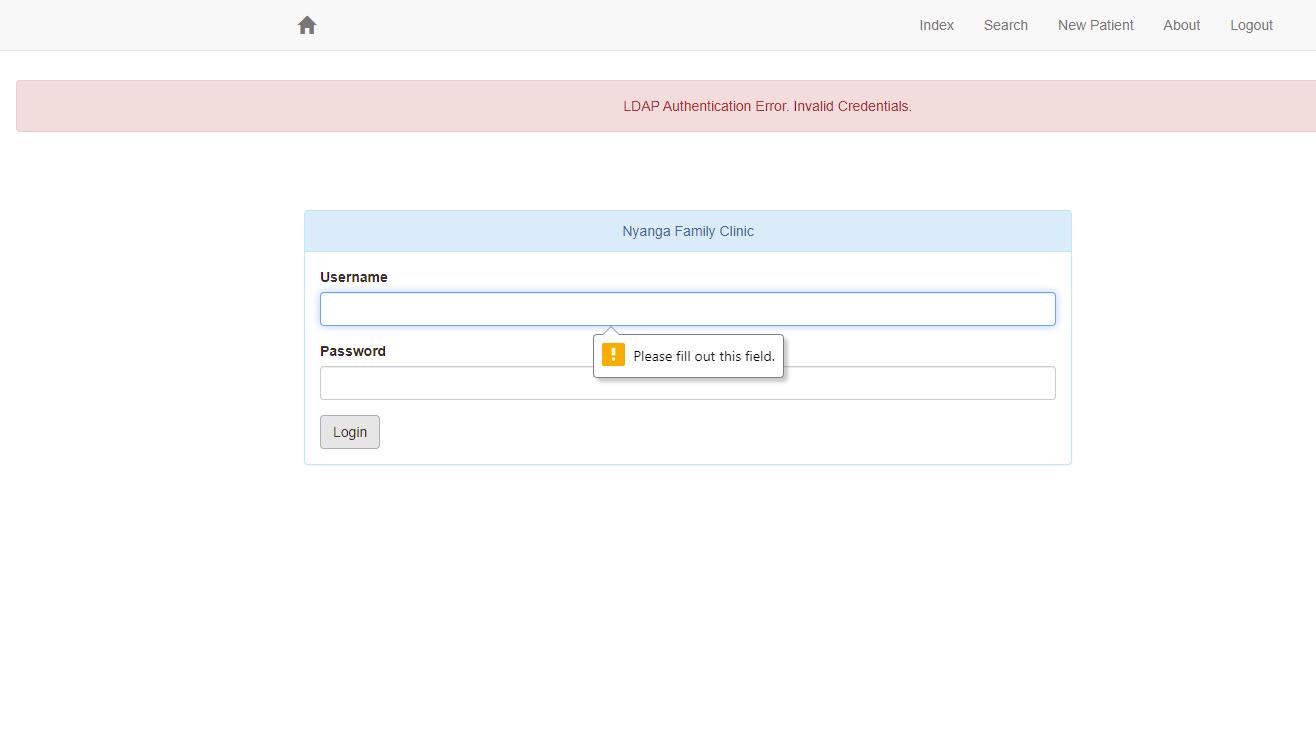 Index Search New Patient About Logout
LDAP Authentication Error. Invalid Credentials.
Nyanga Family Clinic
Username
Please fill out this field.
Password
Login